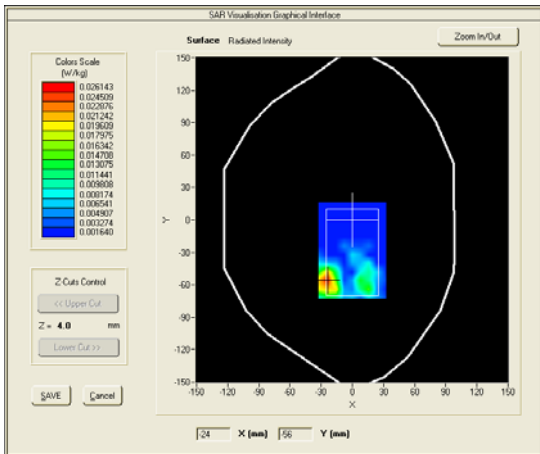 SAR Visualisation Graphical Interface
Surface Radiated Intensity
Zoom In/Out
Colors Scale
(W/kg)
0.026143
0.024509
0.022876
0.021242
0.019609
0.017975
0.016342
0.014708
0.013075
0.011441
0.009808
0.008174
0.006541
0.004907
0.003274
0.001640
Z-Cuts Control
<< Upper Cut
Z = 4.0 mm
Lower Cut >>
SAVE Cancel
150
120
90
60
30
0
-30
-60
-90
-120
-150
Y
-150 -120 -90 -60 -30 0 30 60 90 120 150
X
-24 X (mm) -56 Y (mm)